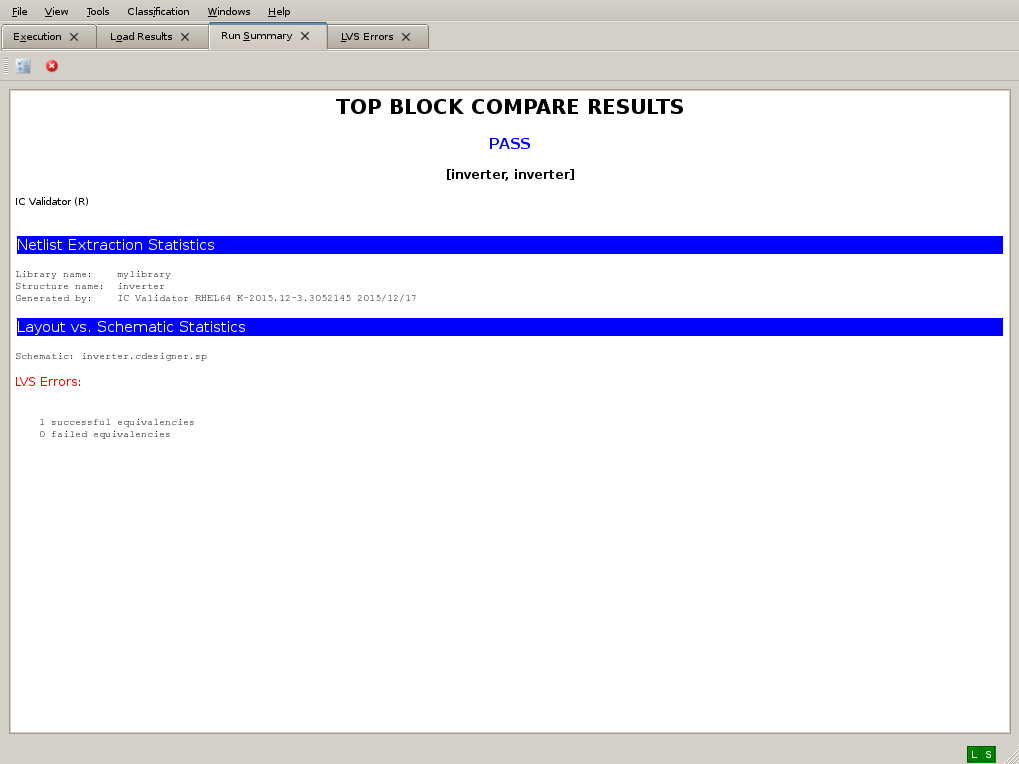 File View Tools Classification Windows Help
Execution Load Results Run Summary LVS Errors
TOP BLOCK COMPARE RESULTS
PASS
[inverter, inverter]
IC Validator (R)
Netlist Extraction Statistics
Library name: mylibrary
Structure name: inverter
Generated by: IC Validator RHEL64 K-2015.12-3.3052145 2015/12/17
Layout vs. Schematic Statistics
Schematic: inverter.cdesigner.sp
LVS Errors:
1 successful equivalencies
0 failed equivalencies
L S